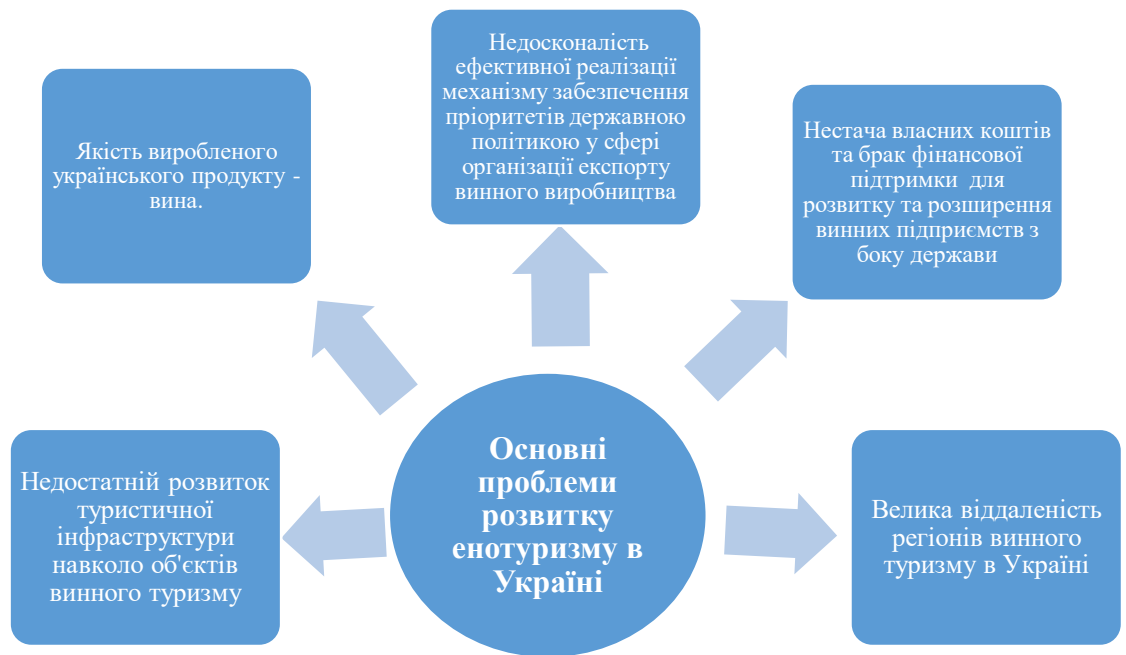 Недосконалість
ефективної реалізації
механізму забезпечення
пріоритетів державною
політикою у сфері
організації експорту
винного виробництва
Якість виробленого
українського продукту -
вина.
Нестача власних коштів
та брак фінансової
підтримки для
розвитку та розширення
винних підприємств з
боку держави
Недостатній розвиток
туристичної
інфраструктури
навколо об'єктів
винного туризму
Основні
проблеми
розвитку
енотуризму в
Україні
Велика віддаленість
регіонів винного
туризму в Україні